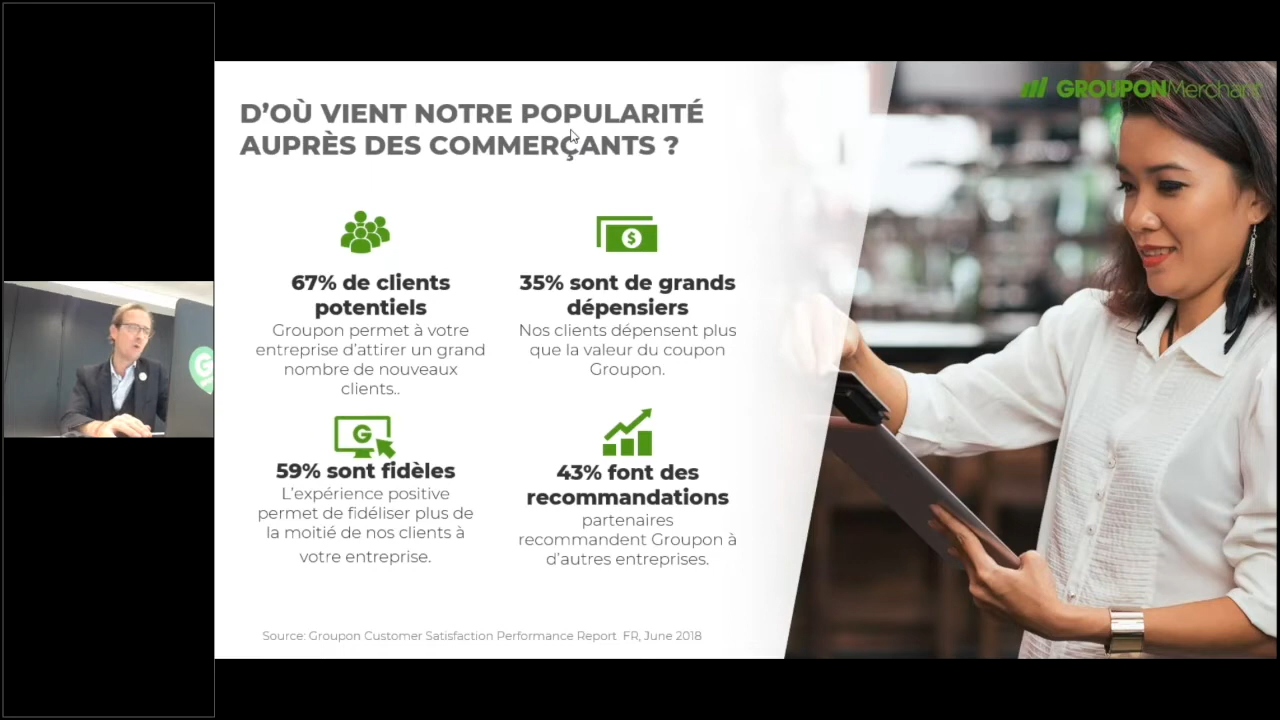 GROUPONMerchant
D'OÙ VIENT NOTRE POPULARITÉ
AUPRÈS DES COMMERÇANTS ?
67% de clients
potentiels
Groupon permet à votre
entreprise d'attirer un grand
nombre de nouveaux
clients..
35% sont de grands
dépensiers
Nos clients dépensent plus
que la valeur du coupon
Groupon.
G
59% sont fidèles
L'expérience positive
permet de fidéliser plus de
la moitié de nos clients à
votre entreprise.
43% font des
recommandations
partenaires
recommandent Groupon à
d'autres entreprises.
Source: Groupon Customer Satisfaction Performance Report FR, June 2018